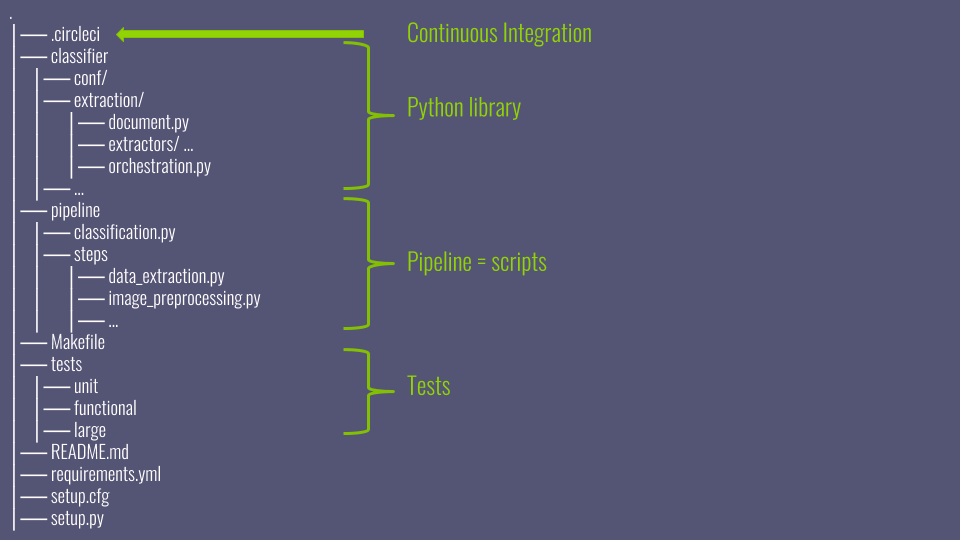 .
.circleci
Continuous Integration
classifier
conf/
extraction/
Python library
document.py
extractors/ ...
orchestration.py
...
pipeline
classification.py
steps
Pipeline = scripts
data_extraction.py
image_preprocessing.py
...
Makefile
tests
unit
Tests
functional
large
README.md
requirements.yml
setup.cfg
setup.py